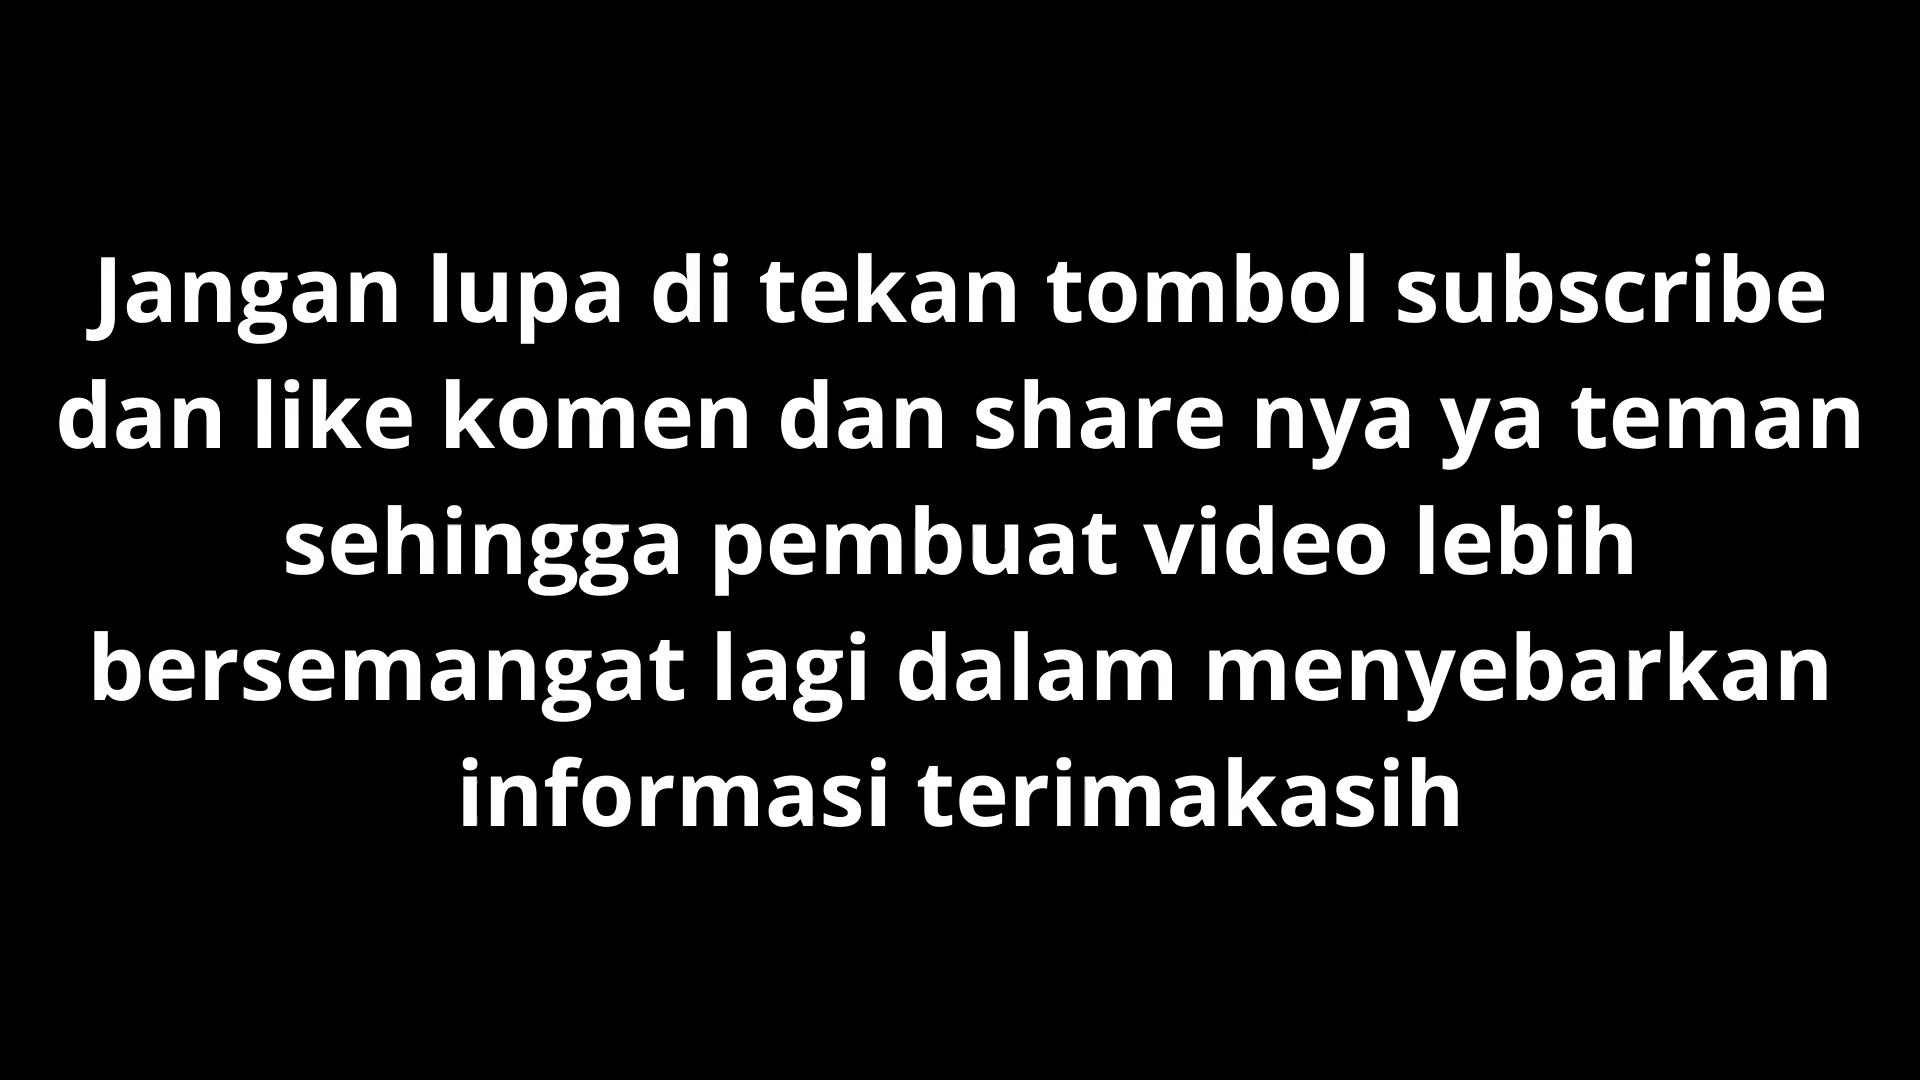 Jangan lupa di tekan tombol subscribe
dan like komen dan share nya ya teman
sehingga pembuat video lebih
bersemangat lagi dalam menyebarkan
informasi terimakasih